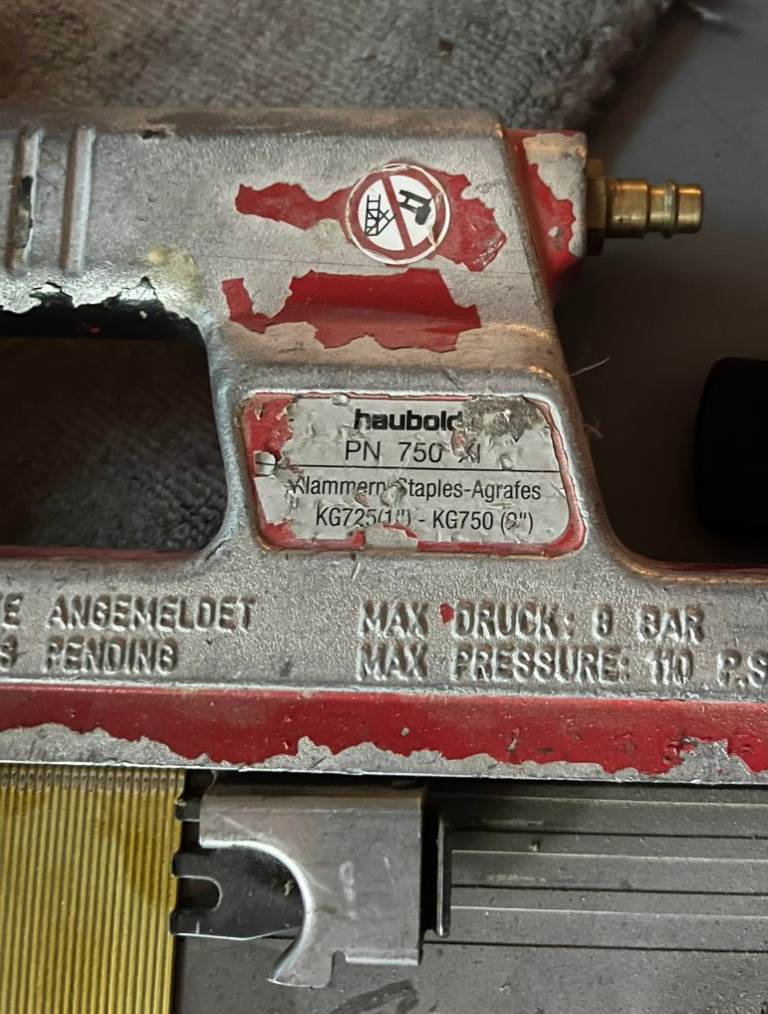 haubold
PN 750 XI
Klammern-Staples-Agrafes
KG725(1") - KG750 (2")
ANGEMELDET
PENDING
MAX DRUCK: 8 BAR
MAX PRESSURE: 110 P.S